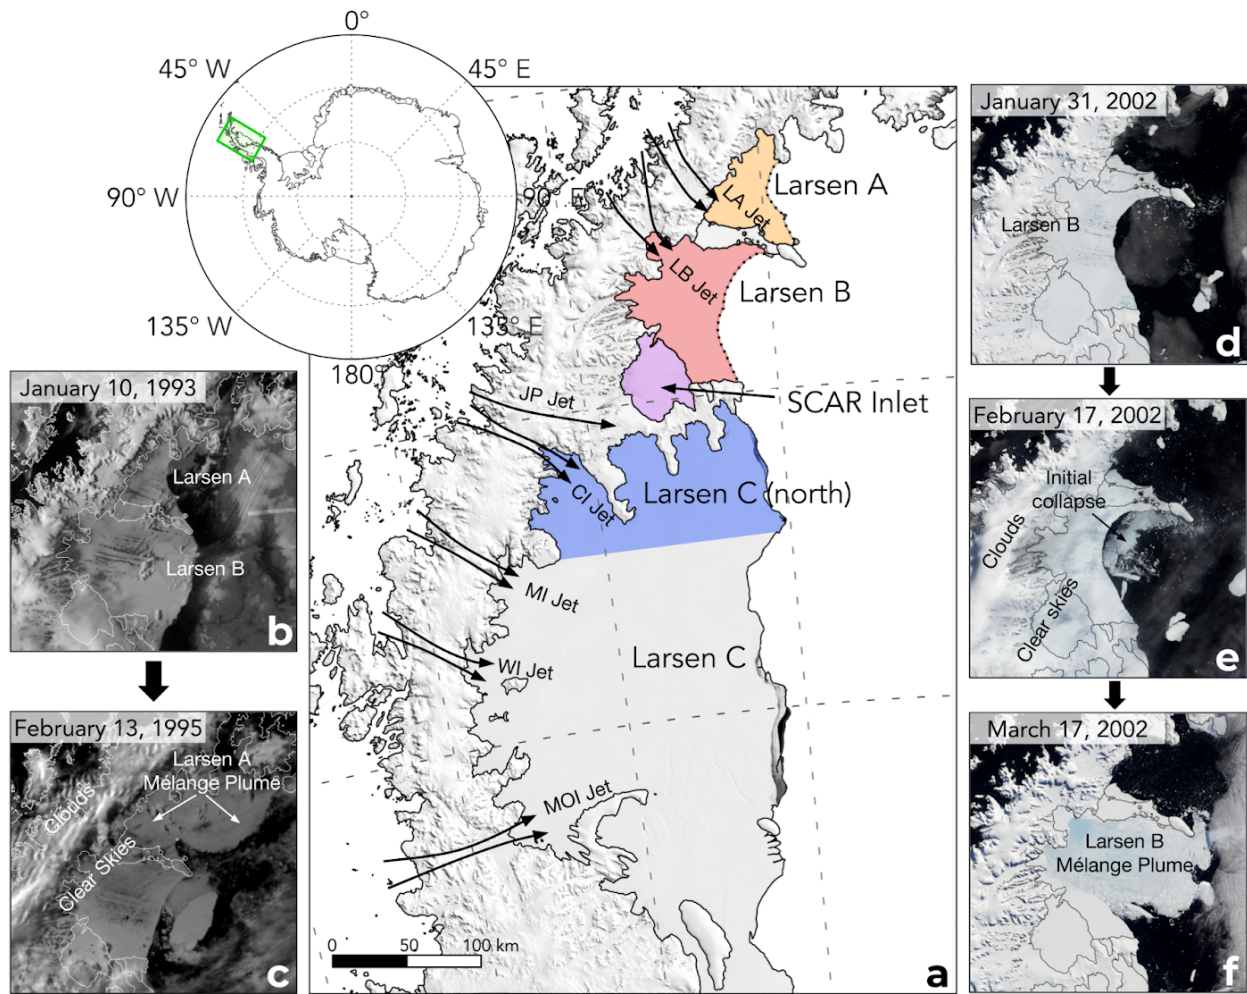 0°
45° W
45° E
90° W
90° E
135° W
135° E
180°
LA Jet
Larsen A
LB Jet
Larsen B
SCAR Inlet
JP Jet
CI Jet
Larsen C (north)
MI Jet
WI Jet
Larsen C
MOI Jet
0 50 100 km
a
January 10, 1993
Larsen A
Larsen B
b
February 13, 1995
Larsen A
Mélange Plume
Clouds
Clear Skies
c
January 31, 2002
Larsen B
d
February 17, 2002
Initial
collapse
Clouds
Clear skies
e
March 17, 2002
Larsen B
Mélange Plume
f